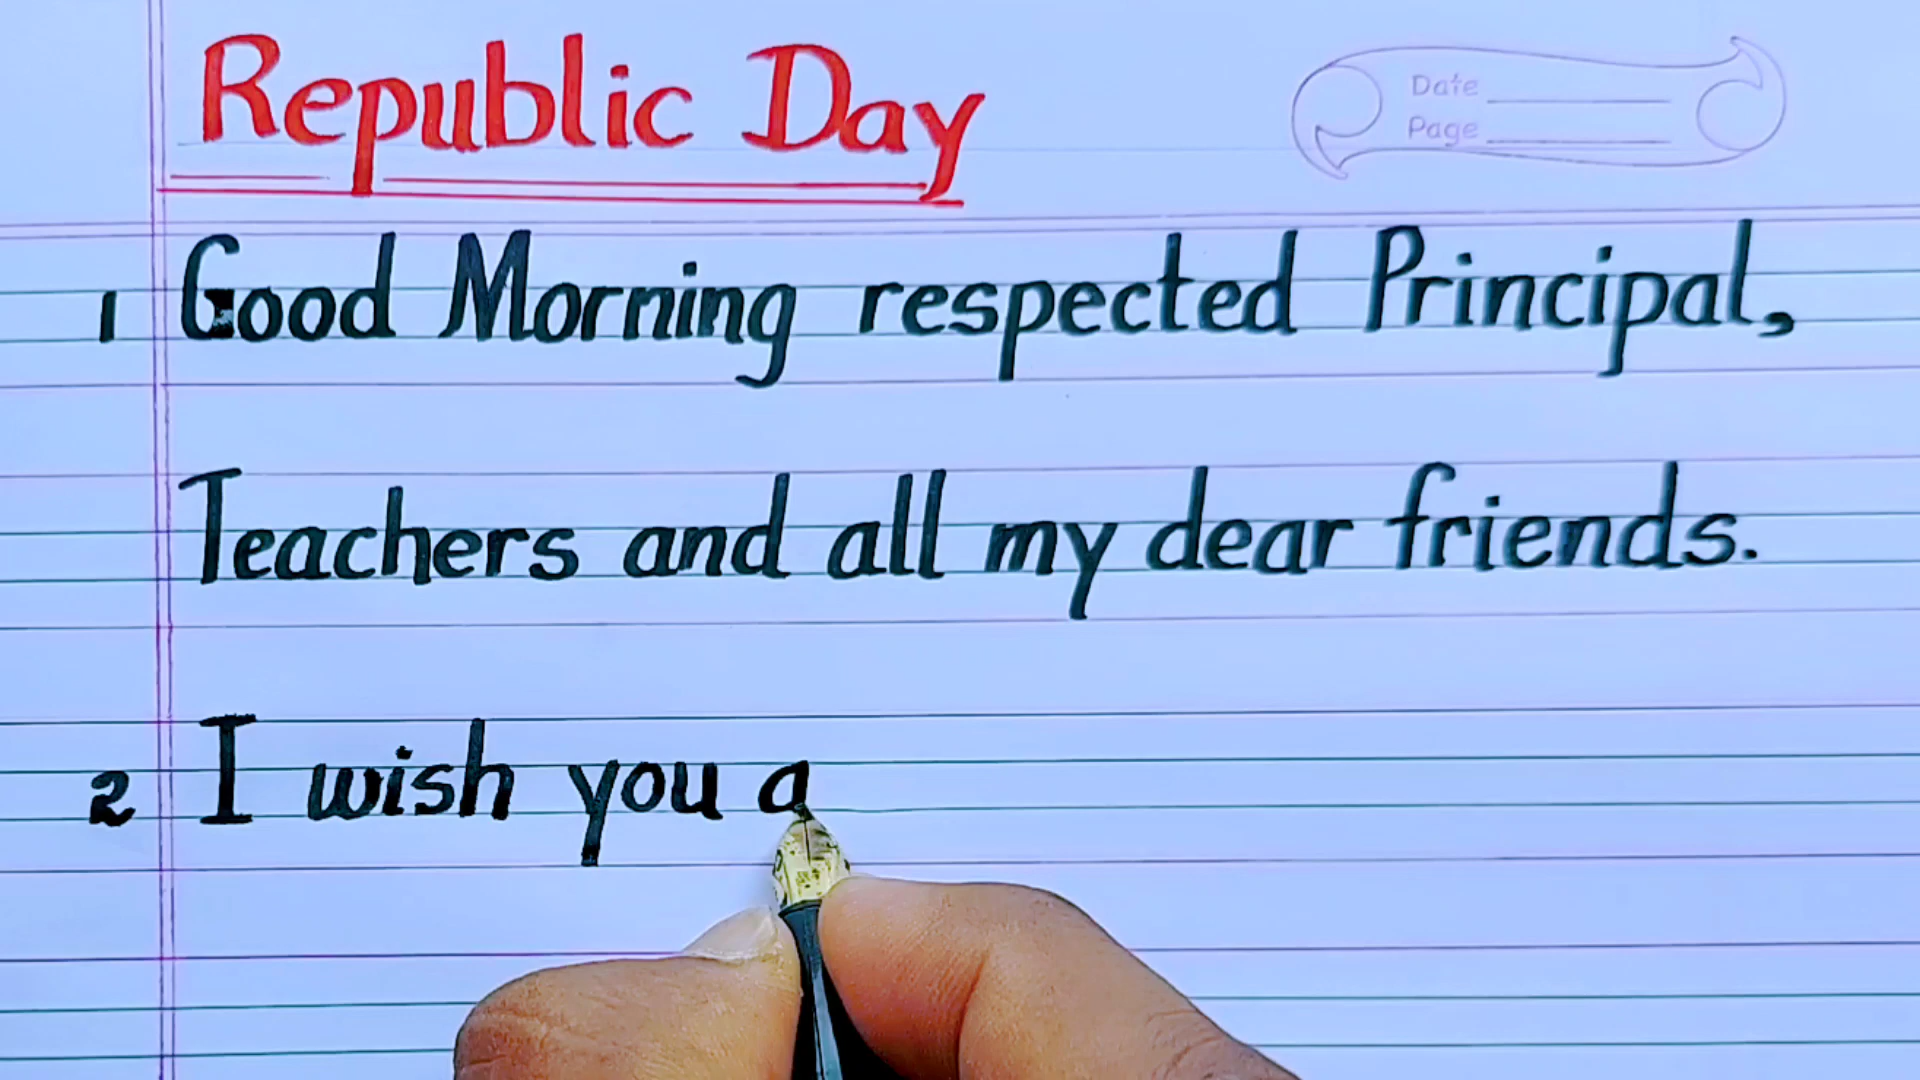 Republic Day
Date
Page
1 Good Morning respected Principal,
Teachers and all my dear friends.
2 I wish you a